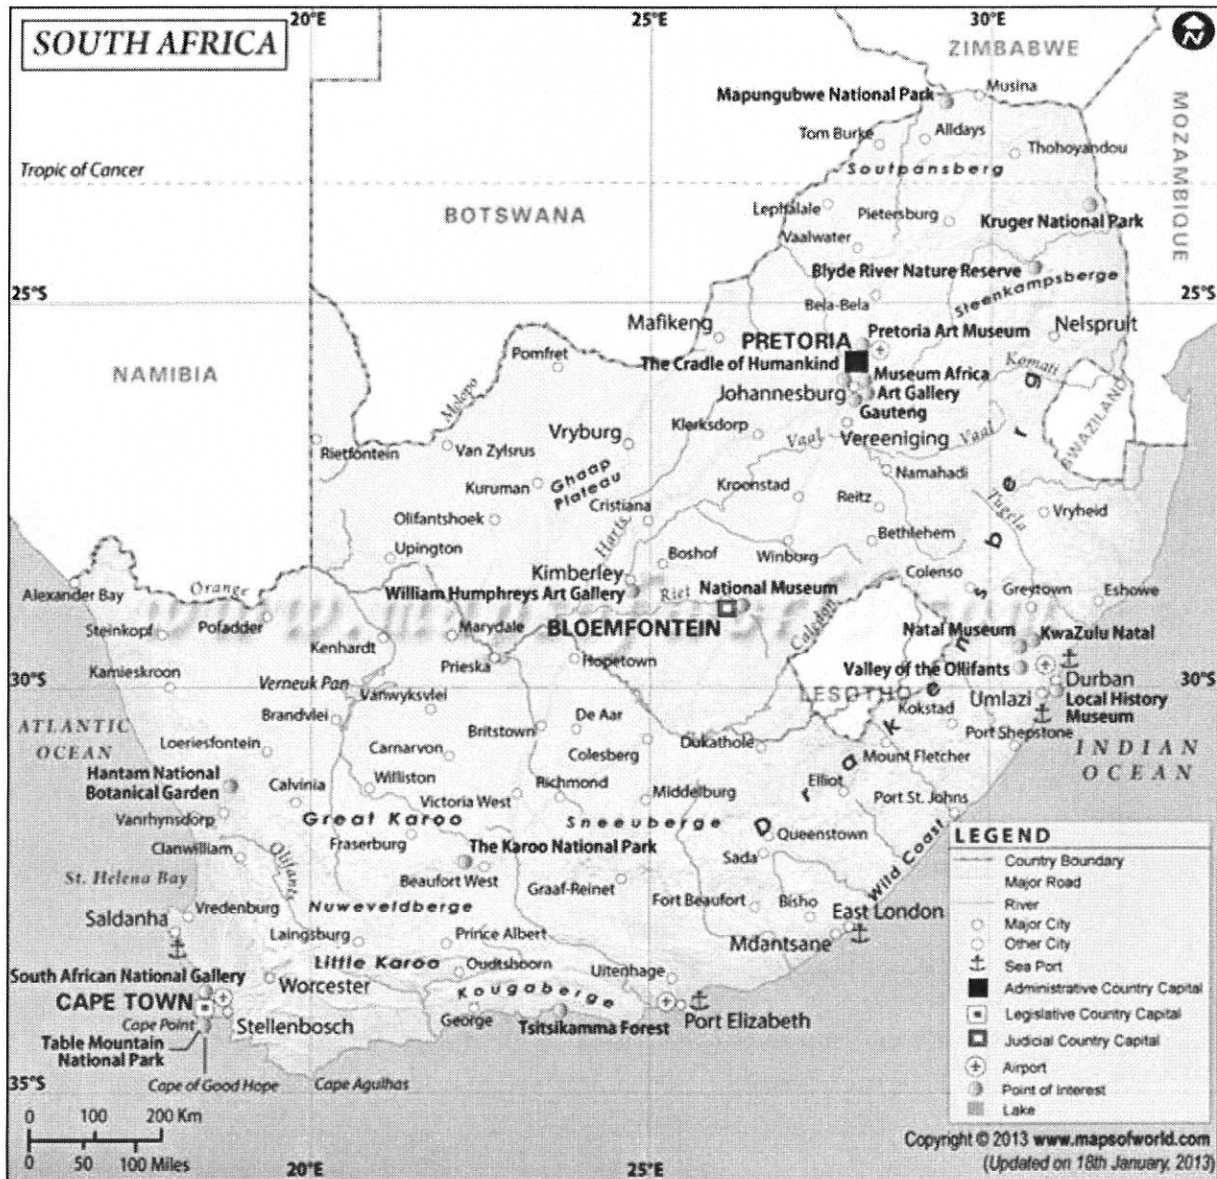 20°E
25°E
30°E
SOUTH AFRICA
ZIMBABWE
Mapungubwe National Park
Musina
MOZAMBIQUE
Tom Burke
Alldays
Thohoyandou
Tropic of Cancer
Soutpansberg
BOTSWANA
Lephalale
Pietersburg
Kruger National Park
Vaalwater
Blyde River Nature Reserve
Steenkampsberge
25°S
25°S
Bela-Bela
Mafikeng
Pretoria Art Museum
Nelspruit
PRETORIA
Pomfret
The Cradle of Humankind
Komati
NAMIBIA
Museum Africa
Johannesburg
Art Gallery
Gauteng
Molepo
Klerksdorp
SWAZILAND
Vryburg
Vaal
Vereeniging
Vaal
Rietfontein
Van Zylsrus
Ghaap
Plateau
Namahadi
Kuruman
Kroonstad
Reitz
Cristiana
Tugela
Vryheid
Olifantshoek
Harts
Bethlehem
Upington
Boshof
Winburg
Kimberley
Colenso
Greytown
Eshowe
Alexander Bay
Orange
William Humphreys Art Gallery
Riet
National Museum
Steinkopf
Pofadder
Marydale
BLOEMFONTEIN
Caledon
Natal Museum
KwaZulu Natal
Kenhardt
Prieska
Hopetown
Kamieskroon
Valley of the Ollifants
Verneuk Pan
Vanwyksvlei
LESOTHO
Durban
30°S
30°S
Umlazi
Local History
Museum
Kokstad
ATLANTIC
OCEAN
Brandvlei
De Aar
Britstown
Port Shepstone
Loeriesfontein
Carnarvon
Colesberg
Dukathole
Mount Fletcher
INDIAN
OCEAN
Drakensberg
Hantam National
Botanical Garden
Calvinia
Williston
Richmond
Elliot
Victoria West
Middelburg
Port St. Johns
Vanrhynsdorp
Great Karoo
Sneeuberge
Queenstown
Fraserburg
The Karoo National Park
Clanwilliam
Olifants
Sada
Wild Coast
St. Helena Bay
Beaufort West
Graaf-Reinet
Fort Beaufort
Bisho
Saldanha
Vredenburg
Nuweveldberge
East London
Laingsburg
Prince Albert
Mdantsane
Little Karoo
Oudtshoorn
Uitenhage
South African National Gallery
Worcester
Kougaberge
CAPE TOWN
Cape Point
Stellenbosch
George
Tsitsikamma Forest
Port Elizabeth
Table Mountain
National Park
Cape of Good Hope
Cape Agulhas
35°S
LEGEND
Country Boundary
Major Road
River
Major City
Other City
Sea Port
Administrative Country Capital
Legislative Country Capital
Judicial Country Capital
Airport
Point of Interest
Lake
0 100 200 Km
0 50 100 Miles
20°E
25°E
Copyright © 2013 www.mapsofworld.com
(Updated on 18th January, 2013)